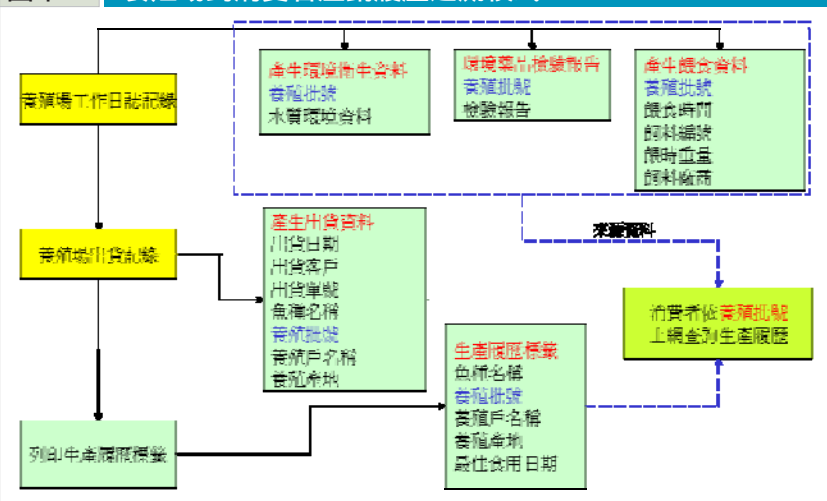 產生環境衛生資料
養殖批號
水質環境資料
環境藥品檢驗報告
養殖批號
檢驗報告
產生餵食資料
養殖批號
餵食時間
飼料編號
餵時重量
飼料廠商
養殖場工作日誌記錄
產生出貨資料
出貨日期
出貨客戶
出貨單號
魚種名稱
養殖批號
養殖戶名稱
養殖產地
來源資料
養殖場出貨記錄
消費者依養殖批號
上網查詢生產履歷
生產履歷標籤
魚種名稱
養殖批號
養殖戶名稱
養殖產地
最佳食用日期
列印生產履歷標籤